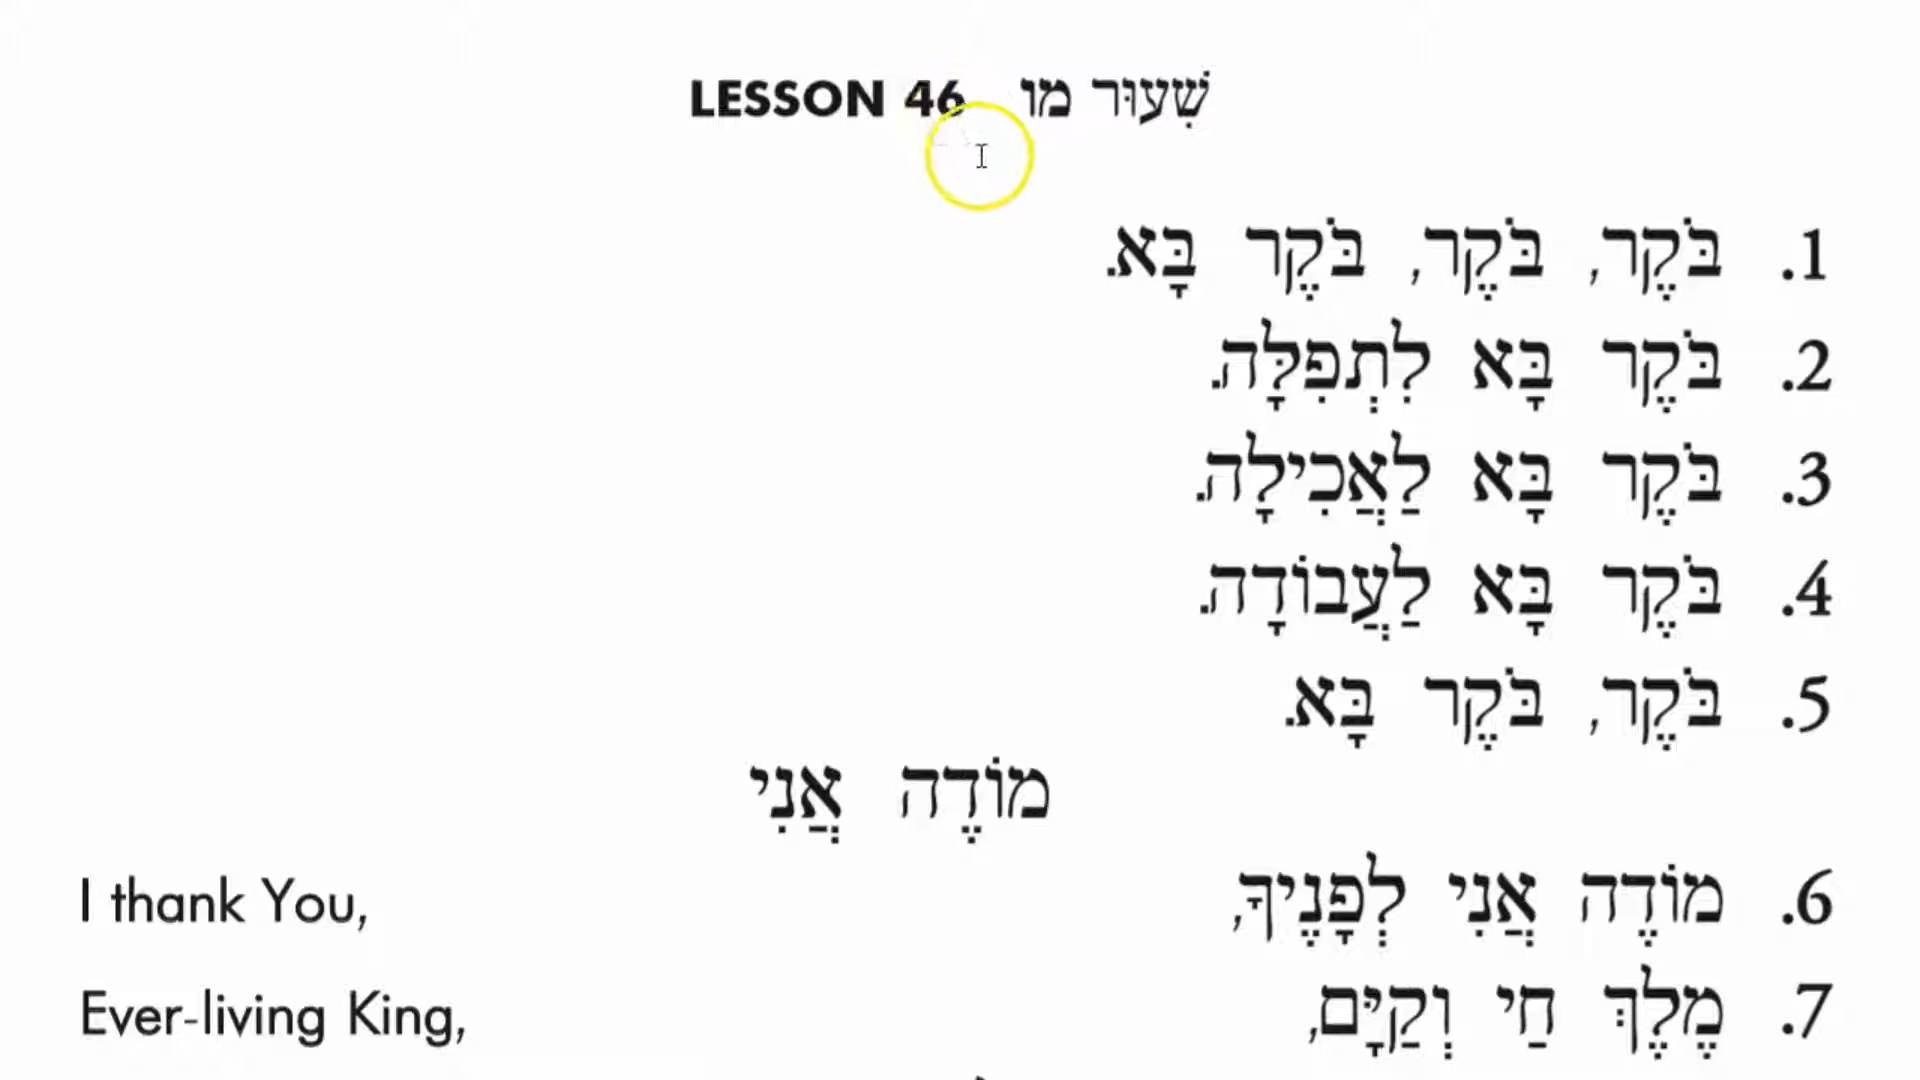 LESSON 46 שִׁעוּר מו
1. בֹּקֶר, בֹּקֶר, בֹּקֶר בָּא.
2. בֹּקֶר בָּא לִתְפִלָּה.
3. בֹּקֶר בָּא לַאֲכִילָה.
4. בֹּקֶר בָּא לַעֲבוֹדָה.
5. בֹּקֶר, בֹּקֶר בָּא.
מוֹדֶה אֲנִי
6. מוֹדֶה אֲנִי לְפָנֶיךָ, I thank You,
7. מֶלֶךְ חַי וְקַיָּם, Ever-living King,